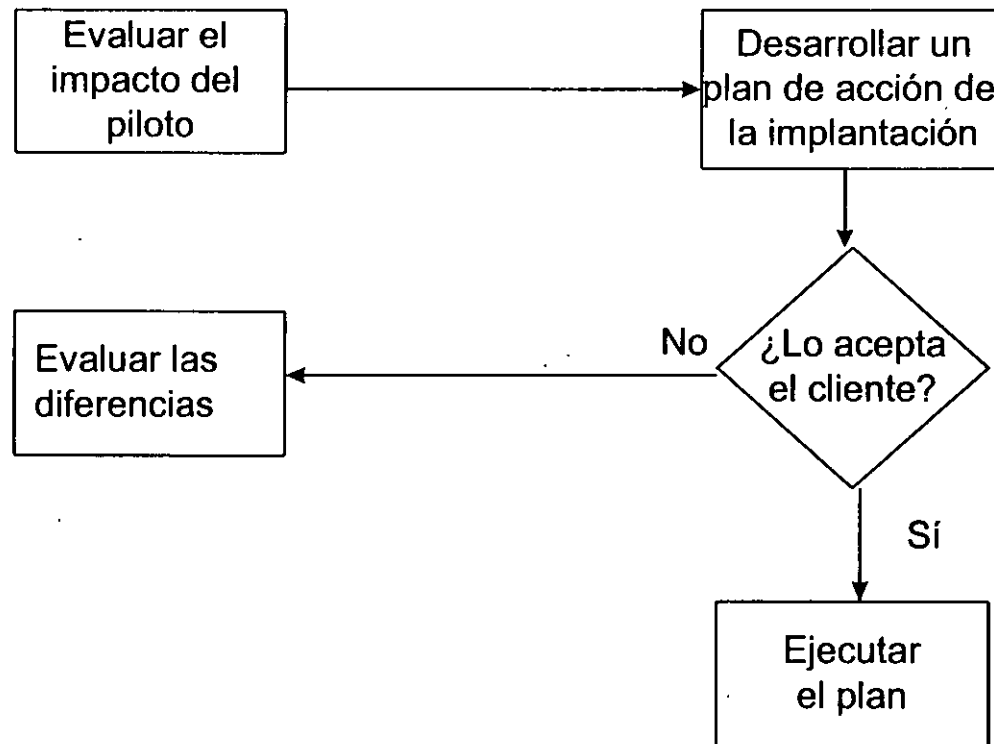 Evaluar el
impacto del
piloto
Desarrollar un
plan de acción de
la implantación
¿Lo acepta
el cliente?
No
Evaluar las
diferencias
Sí
Ejecutar
el plan